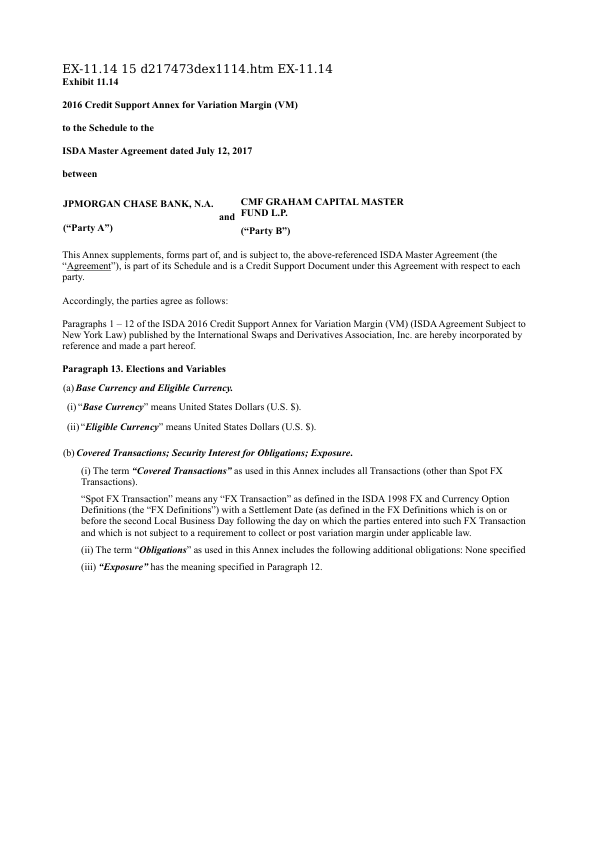 EX-11.14 15 d217473dex1114.htm EX-11.14
Exhibit 11.14
2016 Credit Support Annex for Variation Margin (VM)
to the Schedule to the
ISDA Master Agreement dated July 12, 2017
between
JPMORGAN CHASE BANK, N.A.
(“Party A”)
and
CMF GRAHAM CAPITAL MASTER
FUND L.P.
(“Party B”)
This Annex supplements, forms part of, and is subject to, the above-referenced ISDA Master Agreement (the
“Agreement”), is part of its Schedule and is a Credit Support Document under this Agreement with respect to each
party.
Accordingly, the parties agree as follows:
Paragraphs 1 – 12 of the ISDA 2016 Credit Support Annex for Variation Margin (VM) (ISDA Agreement Subject to
New York Law) published by the International Swaps and Derivatives Association, Inc. are hereby incorporated by
reference and made a part hereof.
Paragraph 13. Elections and Variables
(a) Base Currency and Eligible Currency.
(i) “Base Currency” means United States Dollars (U.S. $).
(ii) “Eligible Currency” means United States Dollars (U.S. $).
(b) Covered Transactions; Security Interest for Obligations; Exposure.
(i) The term “Covered Transactions” as used in this Annex includes all Transactions (other than Spot FX
Transactions).
“Spot FX Transaction” means any “FX Transaction” as defined in the ISDA 1998 FX and Currency Option
Definitions (the “FX Definitions”) with a Settlement Date (as defined in the FX Definitions which is on or
before the second Local Business Day following the day on which the parties entered into such FX Transaction
and which is not subject to a requirement to collect or post variation margin under applicable law.
(ii) The term “Obligations” as used in this Annex includes the following additional obligations: None specified
(iii) “Exposure” has the meaning specified in Paragraph 12.